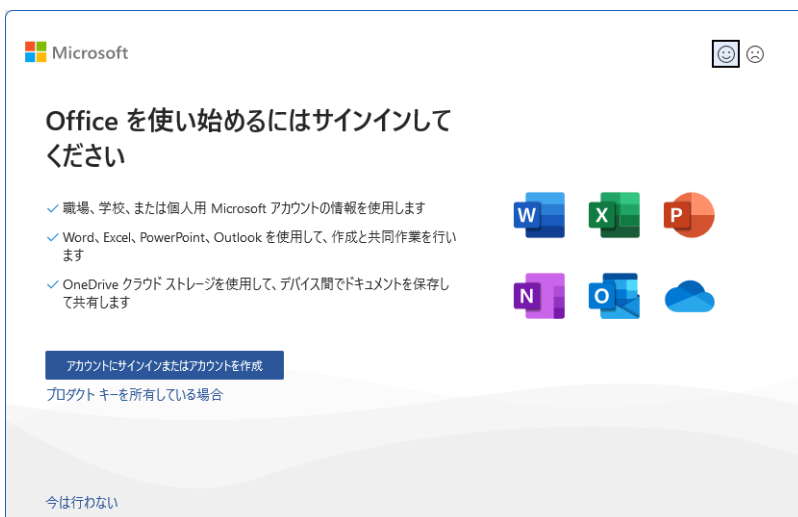 Microsoft
Office を使い始めるにはサインインして
ください
職場、学校、または個人用 Microsoft アカウントの情報を使用します
Word、Excel、PowerPoint、Outlook を使用して、作成と共同作業を行い
ます
OneDrive クラウド ストレージを使用して、デバイス間でドキュメントを保存し
て共有します
W
X
P
N
O
アカウントにサインインまたはアカウントを作成
プロダクト キーを所有している場合
今は行わない